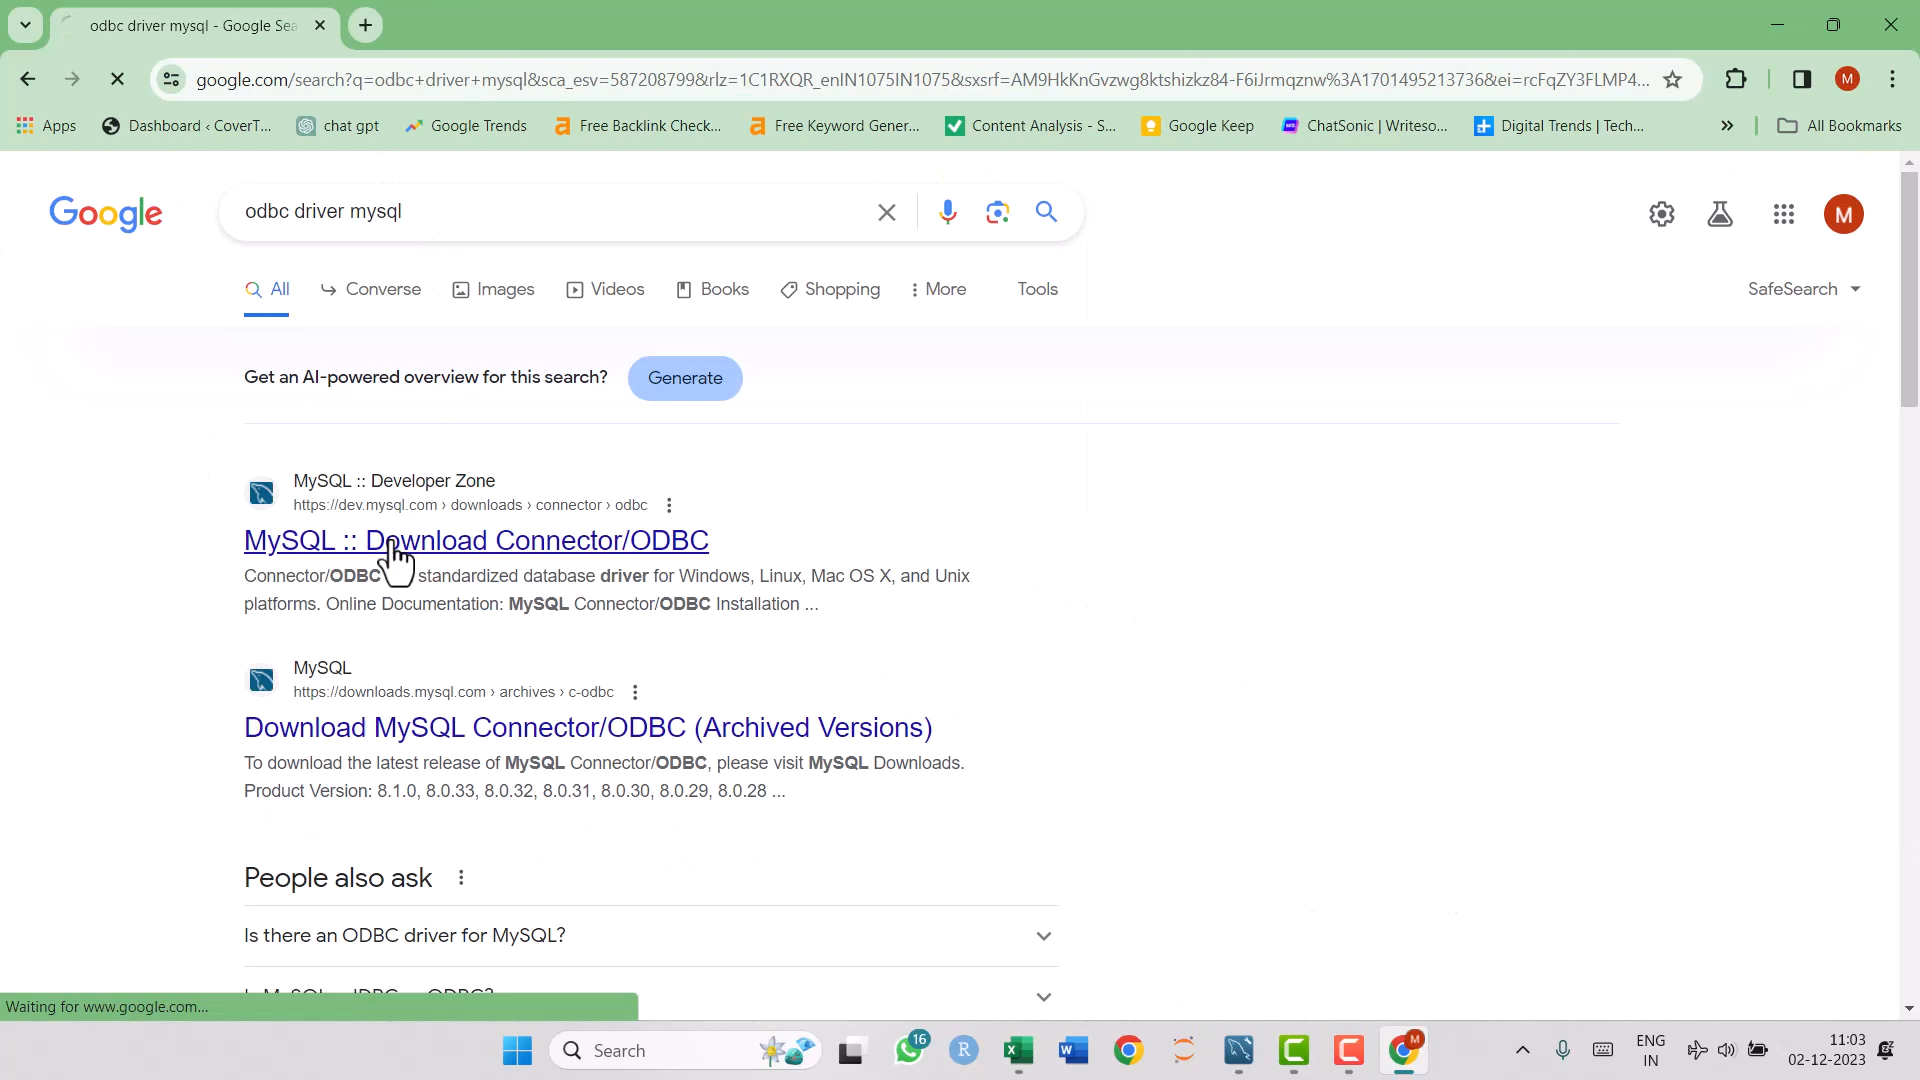 odbc driver mysql - Google Sea
google.com/search?q=odbc+driver+mysql&sca_esv=587208799&rlz=1C1RXQR_enIN1075IN1075&sxsrf=AM9HkKnGvzwg8ktshizkz84-F6iJrmqznw%3A1701495213736&ei=rcFqZY3FLMP4...
M
Apps
Dashboard ‹ CoverT...
chat gpt
Google Trends
Free Backlink Check...
Free Keyword Gener...
Content Analysis - S...
Google Keep
ChatSonic | Writeso...
Digital Trends | Tech...
All Bookmarks
Google
odbc driver mysql
M
All
Converse
Images
Videos
Books
Shopping
More
Tools
SafeSearch
Get an AI-powered overview for this search?
Generate
MySQL :: Developer Zone
https://dev.mysql.com › downloads › connector › odbc
MySQL :: Download Connector/ODBC
Connector/ODBC standardized database driver for Windows, Linux, Mac OS X, and Unix
platforms. Online Documentation: MySQL Connector/ODBC Installation ...
MySQL
https://downloads.mysql.com › archives › c-odbc
Download MySQL Connector/ODBC (Archived Versions)
To download the latest release of MySQL Connector/ODBC, please visit MySQL Downloads.
Product Version: 8.1.0, 8.0.33, 8.0.32, 8.0.31, 8.0.30, 8.0.29, 8.0.28 ...
People also ask
Is there an ODBC driver for MySQL?
Waiting for www.google.com...
Search
16
R
M
ENG
IN
11:03
02-12-2023